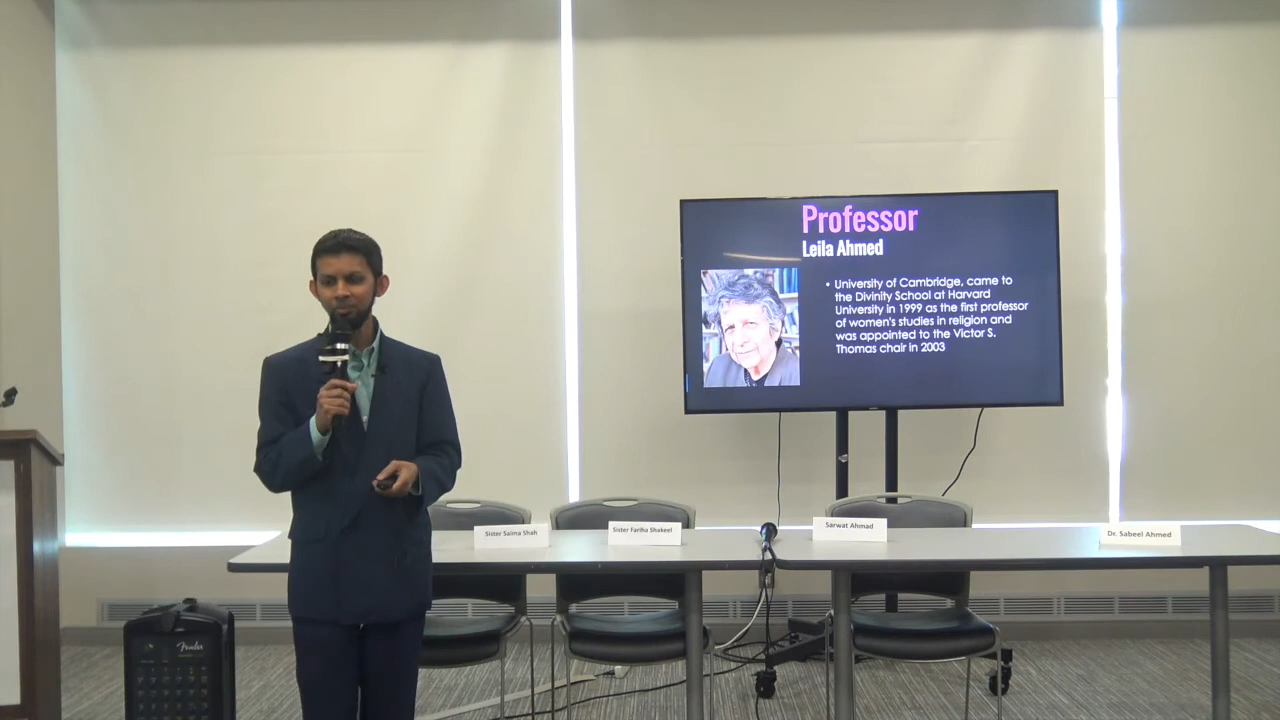 Professor
Leila Ahmed
• University of Cambridge, came to
the Divinity School at Harvard
University in 1999 as the first professor
of women's studies in religion and
was appointed to the Victor S.
Thomas chair in 2003
Sister Saima Shah
Sister Fariha Shakeel
Sarwat Ahmad
Dr. Sabeel Ahmed
Fender